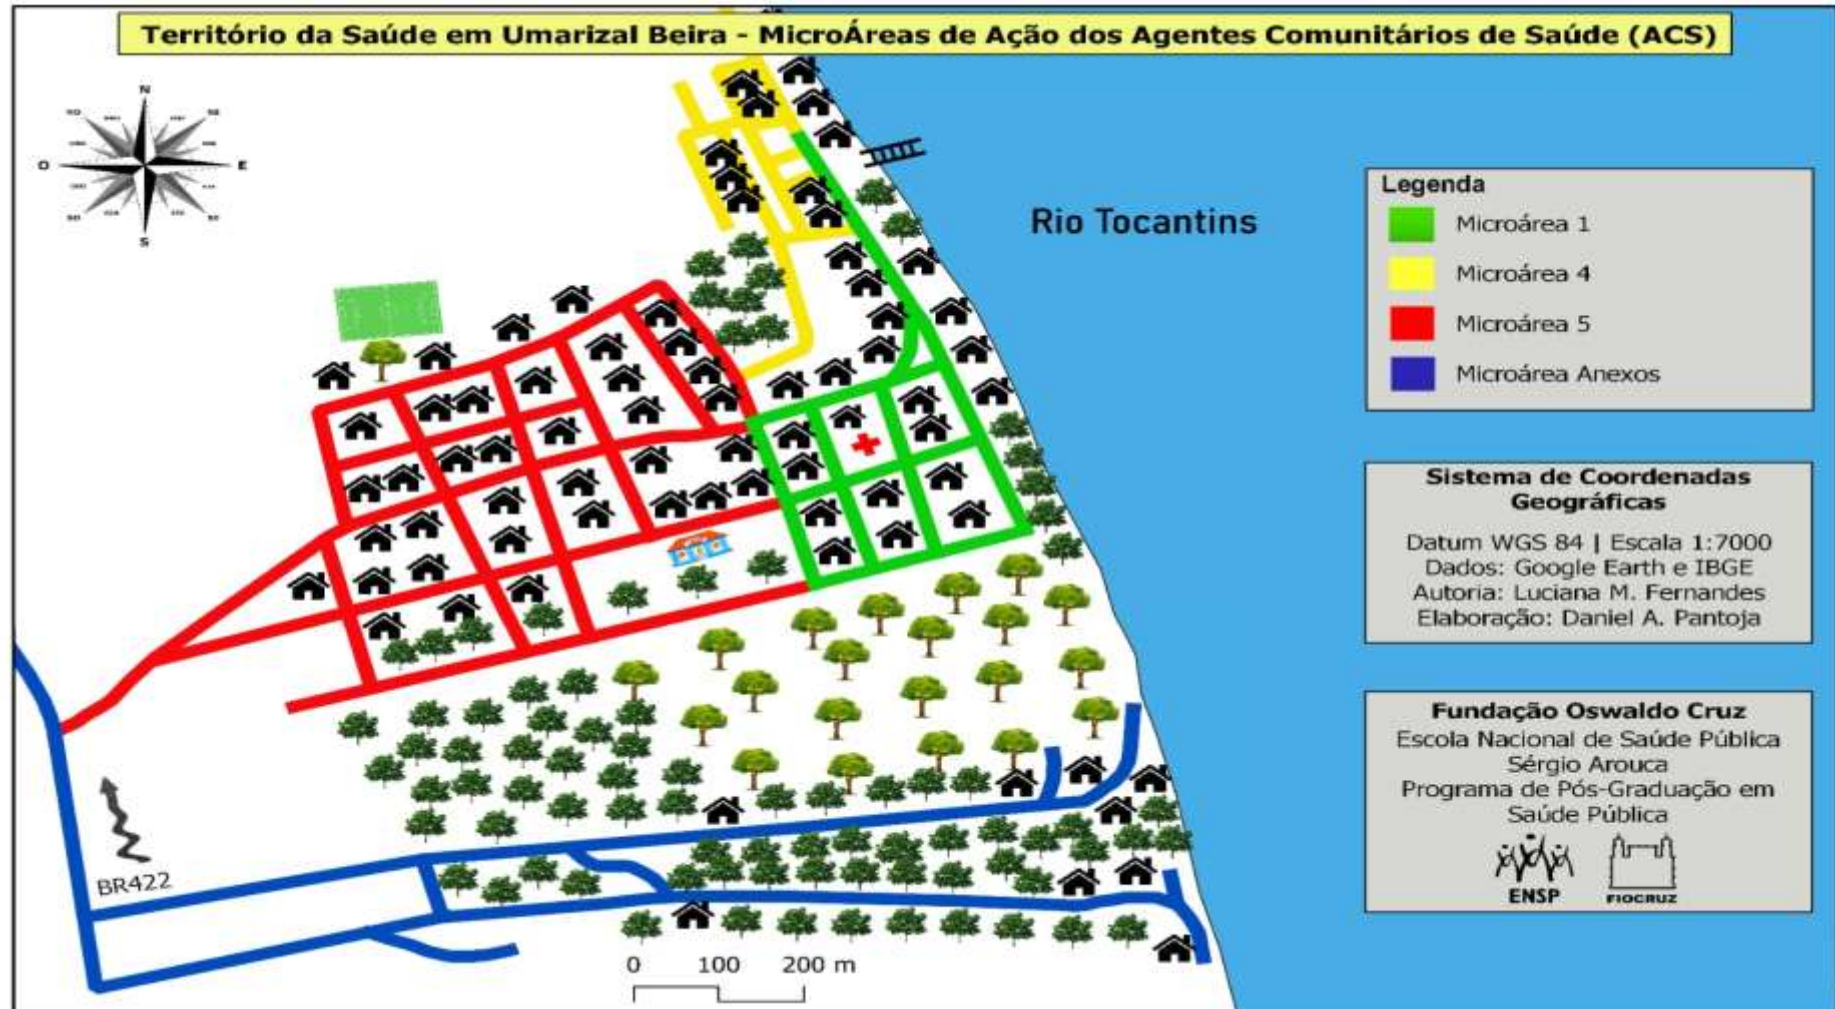 Território da Saúde em Umarizal Beira - MicroÁreas de Ação dos Agentes Comunitários de Saúde (ACS)
N
O
E
S
Rio Tocantins
Legenda
Microárea 1
Microárea 4
Microárea 5
Microárea Anexos
Sistema de Coordenadas
Geográficas
Datum WGS 84 | Escala 1:7000
Dados: Google Earth e IBGE
Autoria: Luciana M. Fernandes
Elaboração: Daniel A. Pantoja
Fundação Oswaldo Cruz
Escola Nacional de Saúde Pública
Sérgio Arouca
Programa de Pós-Graduação em
Saúde Pública
ENSP
FIOCRUZ
BR422
0 100 200 m